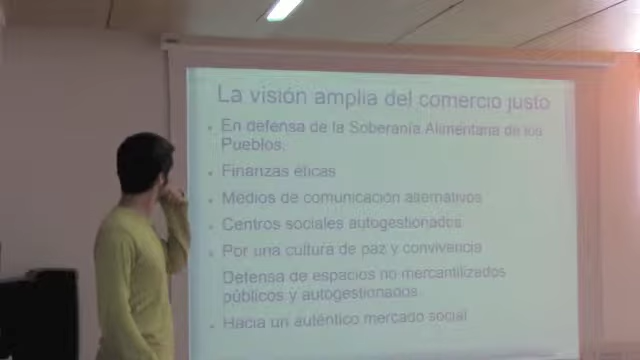 La visión amplia del comercio justo
En defensa de la Soberanía Alimentaria de los
Pueblos.
Finanzas éticas
Medios de comunicación alternativos
Centros sociales autogestionados
Por una cultura de paz y convivencia
Defensa de espacios no mercantilizados
públicos y autogestionados
Hacia un auténtico mercado social